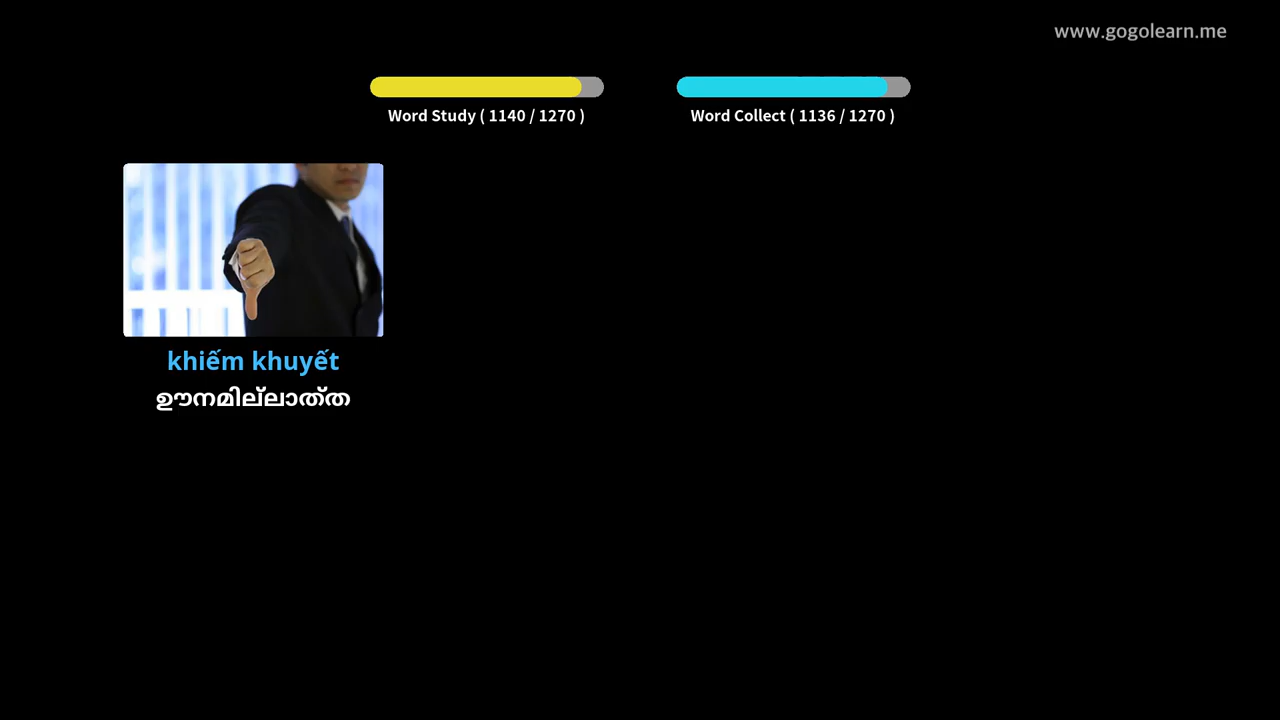 www.gogolearn.me
Word Study ( 1140 / 1270 )
Word Collect ( 1136 / 1270 )
khiếm khuyết
ഊനമില്ലാത്ത